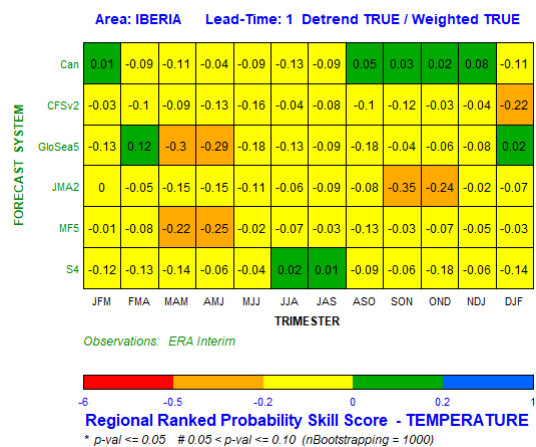 Area: IBERIA Lead-Time: 1 Detrend TRUE / Weighted TRUE
FORECAST SYSTEM
Can 0.01 -0.09 -0.11 -0.04 -0.09 -0.13 -0.09 0.05 0.03 0.02 0.08 -0.11
CFSv2 -0.03 -0.1 -0.09 -0.13 -0.16 -0.04 -0.08 -0.1 -0.12 -0.03 -0.04 -0.22
GloSea5 -0.13 0.12 -0.3 -0.29 -0.18 -0.13 -0.09 -0.18 -0.04 -0.06 -0.08 0.02
JMA2 0 -0.05 -0.15 -0.15 -0.11 -0.06 -0.09 -0.08 -0.35 -0.24 -0.02 -0.07
MF5 -0.01 -0.08 -0.22 -0.25 -0.02 -0.07 -0.03 -0.13 -0.03 -0.07 -0.05 -0.03
S4 -0.12 -0.13 -0.14 -0.06 -0.04 0.02 0.01 -0.09 -0.06 -0.18 -0.06 -0.14
JFM FMA MAM AMJ MJJ JJA JAS ASO SON OND NDJ DJF
TRIMESTER
Observations: ERA Interim
-6 -0.5 -0.2 0 0.2 1
Regional Ranked Probability Skill Score - TEMPERATURE
* p-val <= 0.05 # 0.05 < p-val <= 0.10 (nBootstrapping = 1000)